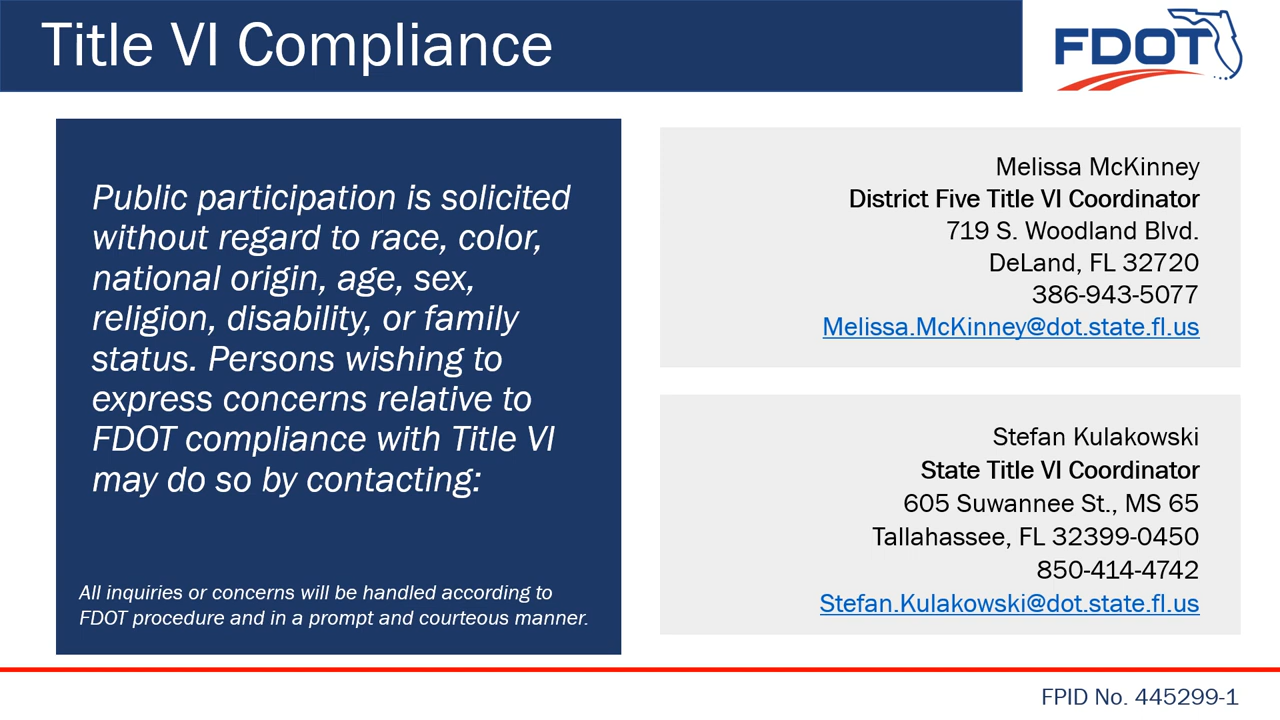 Title VI Compliance
FDOT
Public participation is solicited
without regard to race, color,
national origin, age, sex,
religion, disability, or family
status. Persons wishing to
express concerns relative to
FDOT compliance with Title VI
may do so by contacting:
All inquiries or concerns will be handled according to
FDOT procedure and in a prompt and courteous manner.
Melissa McKinney
District Five Title VI Coordinator
719 S. Woodland Blvd.
DeLand, FL 32720
386-943-5077
Melissa.McKinney@dot.state.fl.us
Stefan Kulakowski
State Title VI Coordinator
605 Suwannee St., MS 65
Tallahassee, FL 32399-0450
850-414-4742
Stefan.Kulakowski@dot.state.fl.us
FPID No. 445299-1